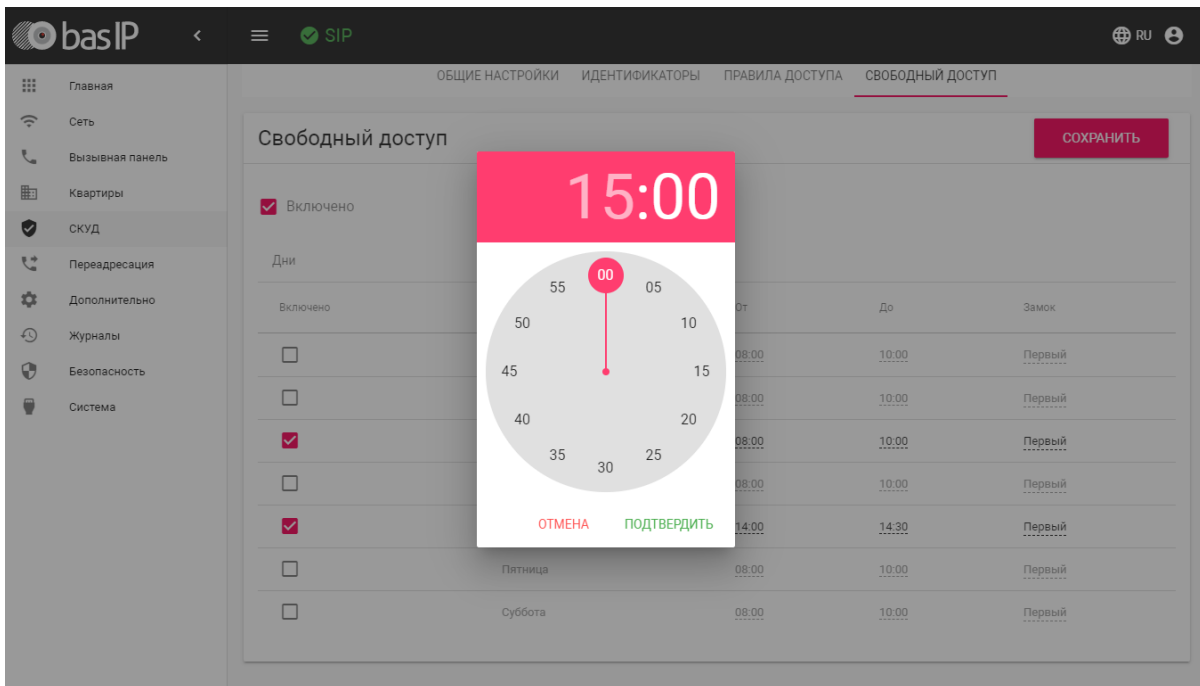 basIP
SIP
RU
ОБЩИЕ НАСТРОЙКИ ИДЕНТИФИКАТОРЫ ПРАВИЛА ДОСТУПА СВОБОДНЫЙ ДОСТУП
Главная
Сеть
Вызывная панель
Квартиры
СКУД
Переадресация
Дополнительно
Журналы
Безопасность
Система
Свободный доступ
СОХРАНИТЬ
Включено
Дни
Включено От До Замок
08:00 10:00 Первый
08:00 10:00 Первый
08:00 10:00 Первый
08:00 10:00 Первый
14:00 14:30 Первый
Пятница 08:00 10:00 Первый
Суббота 08:00 10:00 Первый
15:00
00
55 05
50 10
45 15
40 20
35 25
30
ОТМЕНА ПОДТВЕРДИТЬ